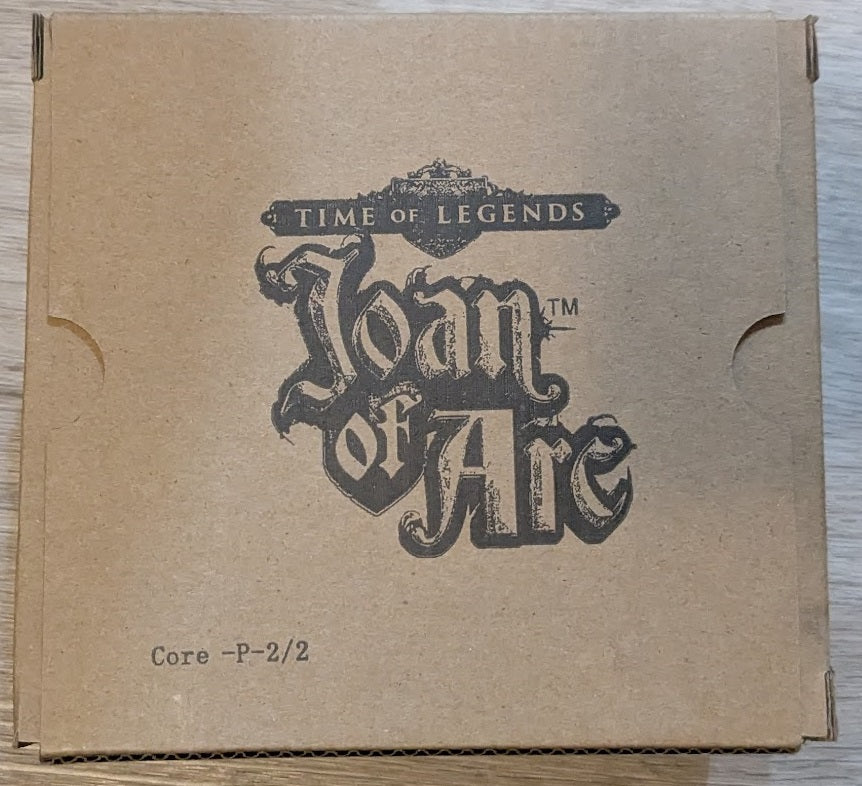 TIME OF LEGENDS
Joan TM
of Arc
Core -P-2/2